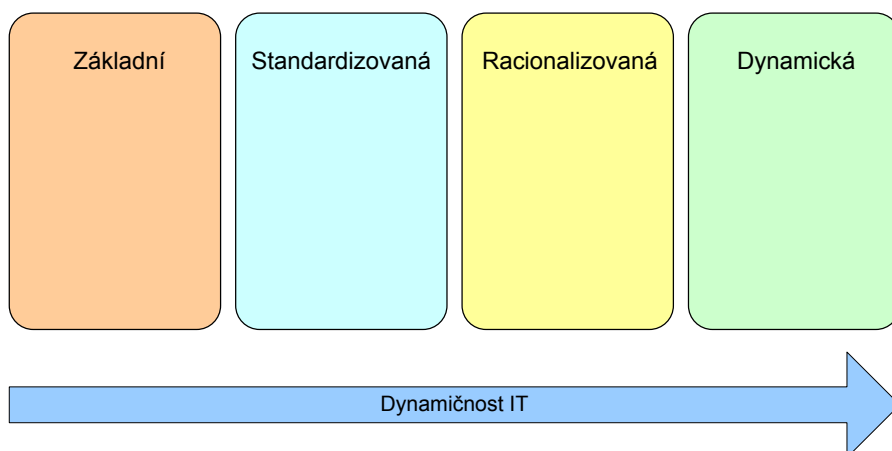 Základní
Standardizovaná
Racionalizovaná
Dynamická
Dynamičnost IT